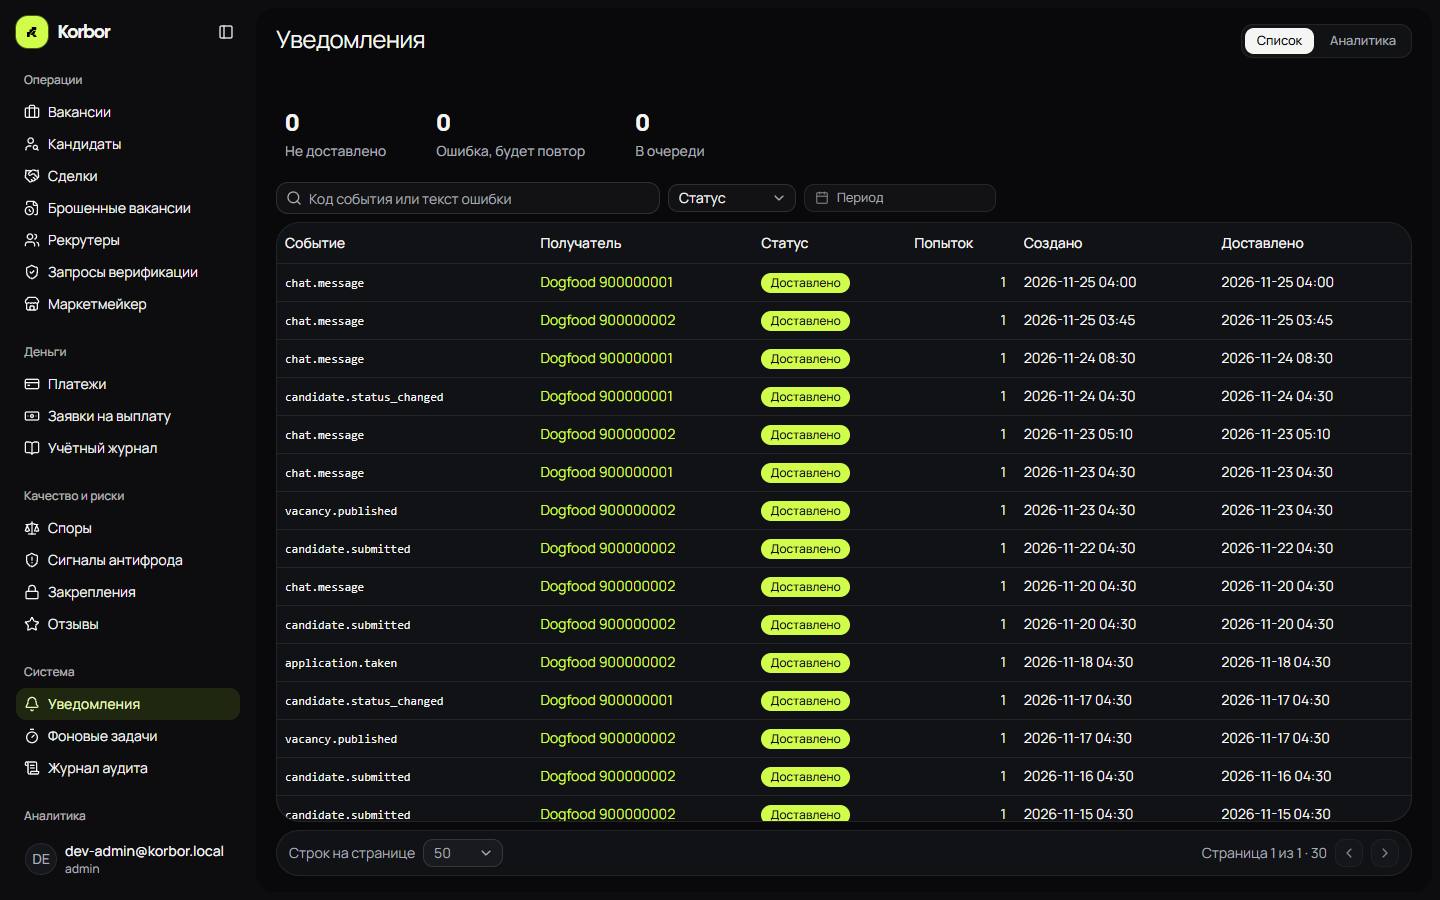 Korbor
Операции
Вакансии
Кандидаты
Сделки
Брошенные вакансии
Рекрутеры
Запросы верификации
Маркетмейкер
Деньги
Платежи
Заявки на выплату
Учётный журнал
Качество и риски
Споры
Сигналы антифрода
Закрепления
Отзывы
Система
Уведомления
Фоновые задачи
Журнал аудита
Аналитика
DE dev-admin@korbor.local
admin
Уведомления
Список Аналитика
0 0 0
Не доставлено Ошибка, будет повтор В очереди
Код события или текст ошибки Статус Период
Событие Получатель Статус Попыток Создано Доставлено
chat.message Dogfood 900000001 Доставлено 1 2026-11-25 04:00 2026-11-25 04:00
chat.message Dogfood 900000002 Доставлено 1 2026-11-25 03:45 2026-11-25 03:45
chat.message Dogfood 900000001 Доставлено 1 2026-11-24 08:30 2026-11-24 08:30
candidate.status_changed Dogfood 900000001 Доставлено 1 2026-11-24 04:30 2026-11-24 04:30
chat.message Dogfood 900000002 Доставлено 1 2026-11-23 05:10 2026-11-23 05:10
chat.message Dogfood 900000001 Доставлено 1 2026-11-23 04:30 2026-11-23 04:30
vacancy.published Dogfood 900000002 Доставлено 1 2026-11-23 04:30 2026-11-23 04:30
candidate.submitted Dogfood 900000002 Доставлено 1 2026-11-22 04:30 2026-11-22 04:30
chat.message Dogfood 900000002 Доставлено 1 2026-11-20 04:30 2026-11-20 04:30
candidate.submitted Dogfood 900000002 Доставлено 1 2026-11-20 04:30 2026-11-20 04:30
application.taken Dogfood 900000002 Доставлено 1 2026-11-18 04:30 2026-11-18 04:30
candidate.status_changed Dogfood 900000001 Доставлено 1 2026-11-17 04:30 2026-11-17 04:30
vacancy.published Dogfood 900000002 Доставлено 1 2026-11-17 04:30 2026-11-17 04:30
candidate.submitted Dogfood 900000002 Доставлено 1 2026-11-16 04:30 2026-11-16 04:30
candidate.submitted Dogfood 900000002 Доставлено 1 2026-11-15 04:30 2026-11-15 04:30
Строк на странице 50 Страница 1 из 1 · 30